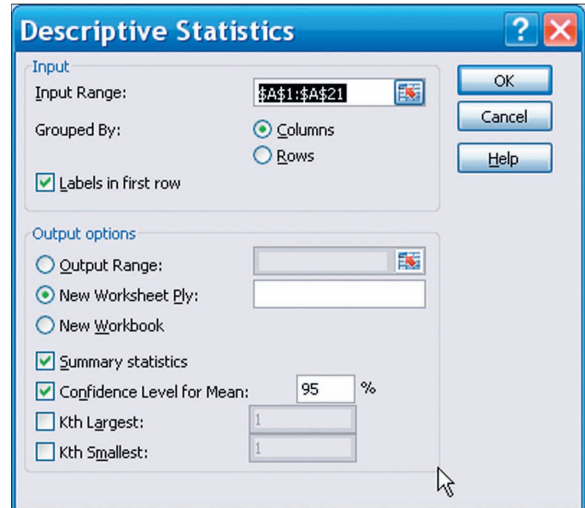 Descriptive Statistics
Input
Input Range: $A$1:$A$21
Grouped By: Columns
Rows
Labels in first row
OK
Cancel
Help
Output options
Output Range:
New Worksheet Ply:
New Workbook
Summary statistics
Confidence Level for Mean: 95 %
Kth Largest: 1
Kth Smallest: 1